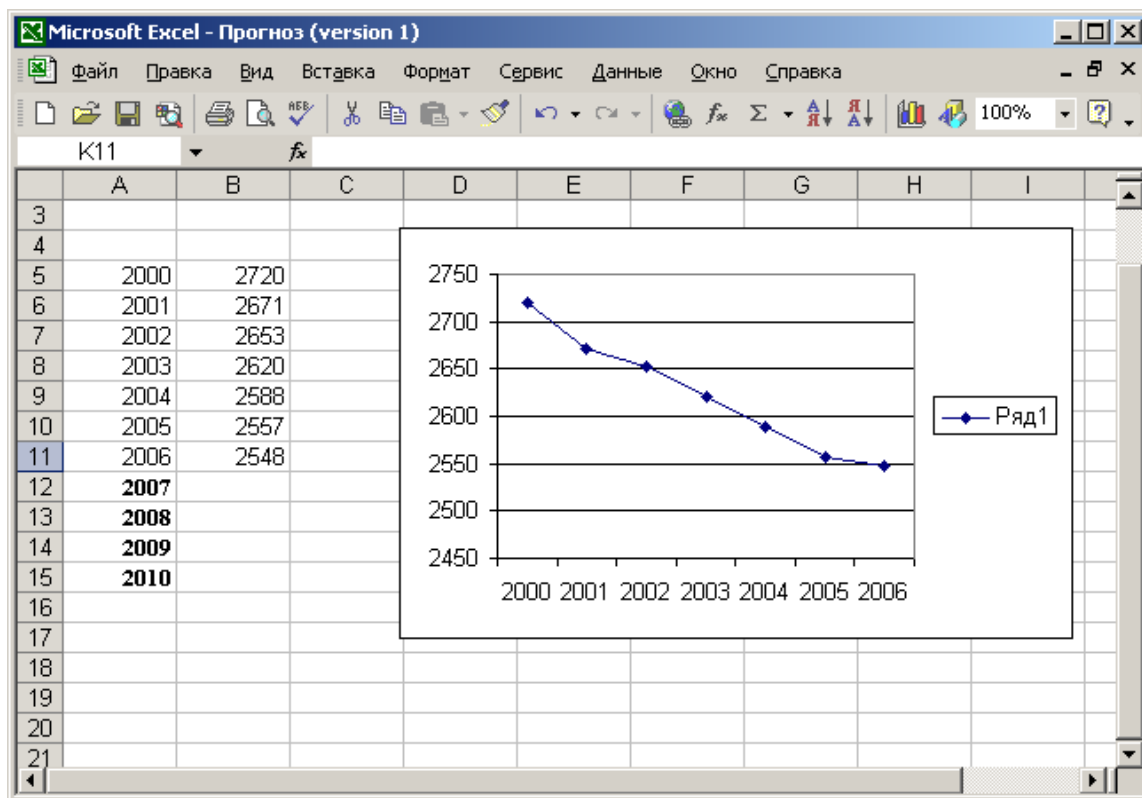 Microsoft Excel - Прогноз (version 1)
Файл Правка Вид Вставка Формат Сервис Данные Окно Справка
АБВ fx Σ А Я Я А 100% ?
K11 fx
A B C D E F G H I
3
4
5 2000 2720
6 2001 2671
7 2002 2653
8 2003 2620
9 2004 2588
10 2005 2557
11 2006 2548
12 2007
13 2008
14 2009
15 2010
16
17
18
19
20
21
2750
2700
2650
2600
2550
2500
2450
2000 2001 2002 2003 2004 2005 2006
Ряд1